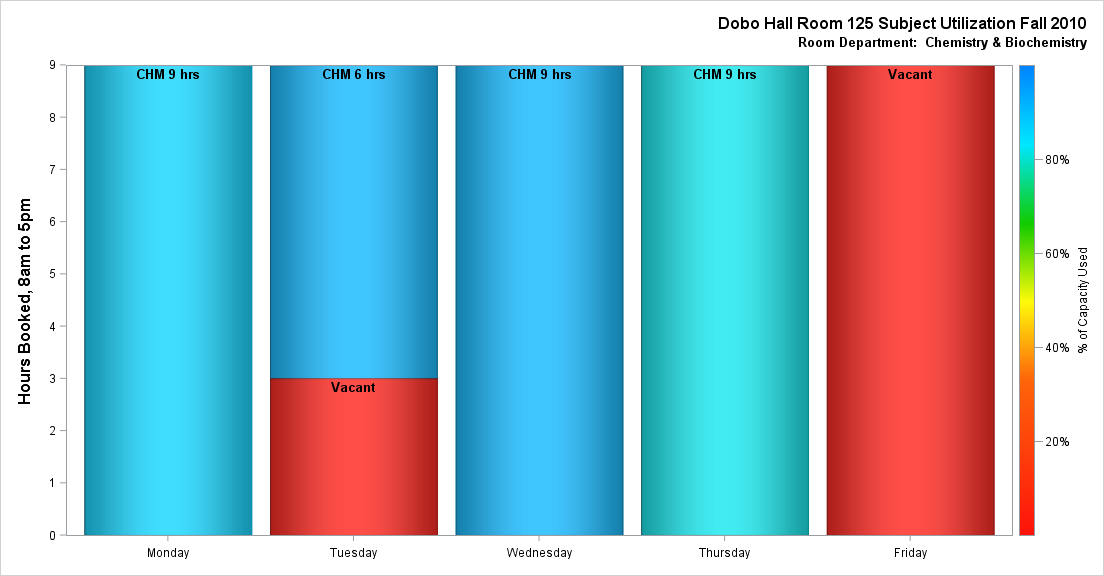 Dobo Hall Room 125 Subject Utilization Fall 2010
Room Department:  Chemistry & Biochemistry
Hours Booked, 8am to 5pm
9
8
7
6
5
4
3
2
1
0
CHM 9 hrs
CHM 6 hrs
CHM 9 hrs
CHM 9 hrs
Vacant
Vacant
Monday
Tuesday
Wednesday
Thursday
Friday
80%
60%
40%
20%
% of Capacity Used